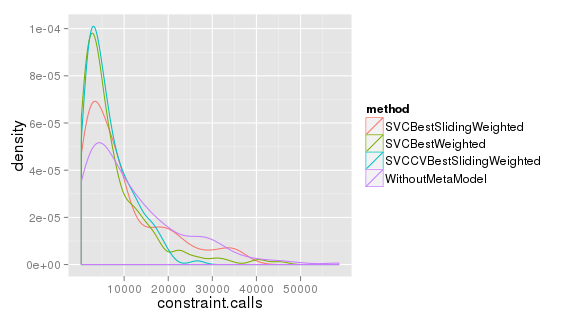 1e-04
8e-05
6e-05
4e-05
2e-05
0e+00
density
10000 20000 30000 40000 50000
constraint.calls
method
SVCBestSlidingWeighted
SVCBestWeighted
SVCCVBestSlidingWeighted
WithoutMetaModel